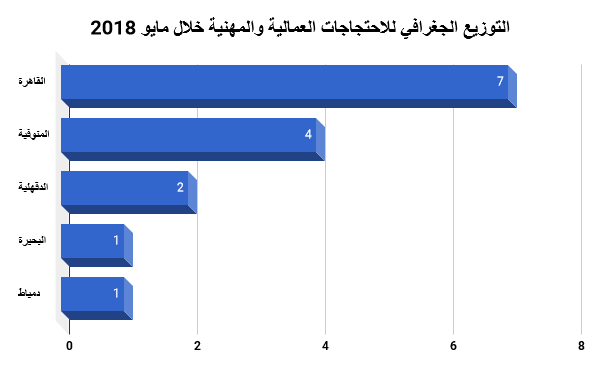 التوزيع الجغرافي للاحتجاجات العمالية والمهنية خلال مايو 2018
القاهرة 7
المنوفية 4
الدقهلية 2
البحيرة 1
دمياط 1
0 2 4 6 8